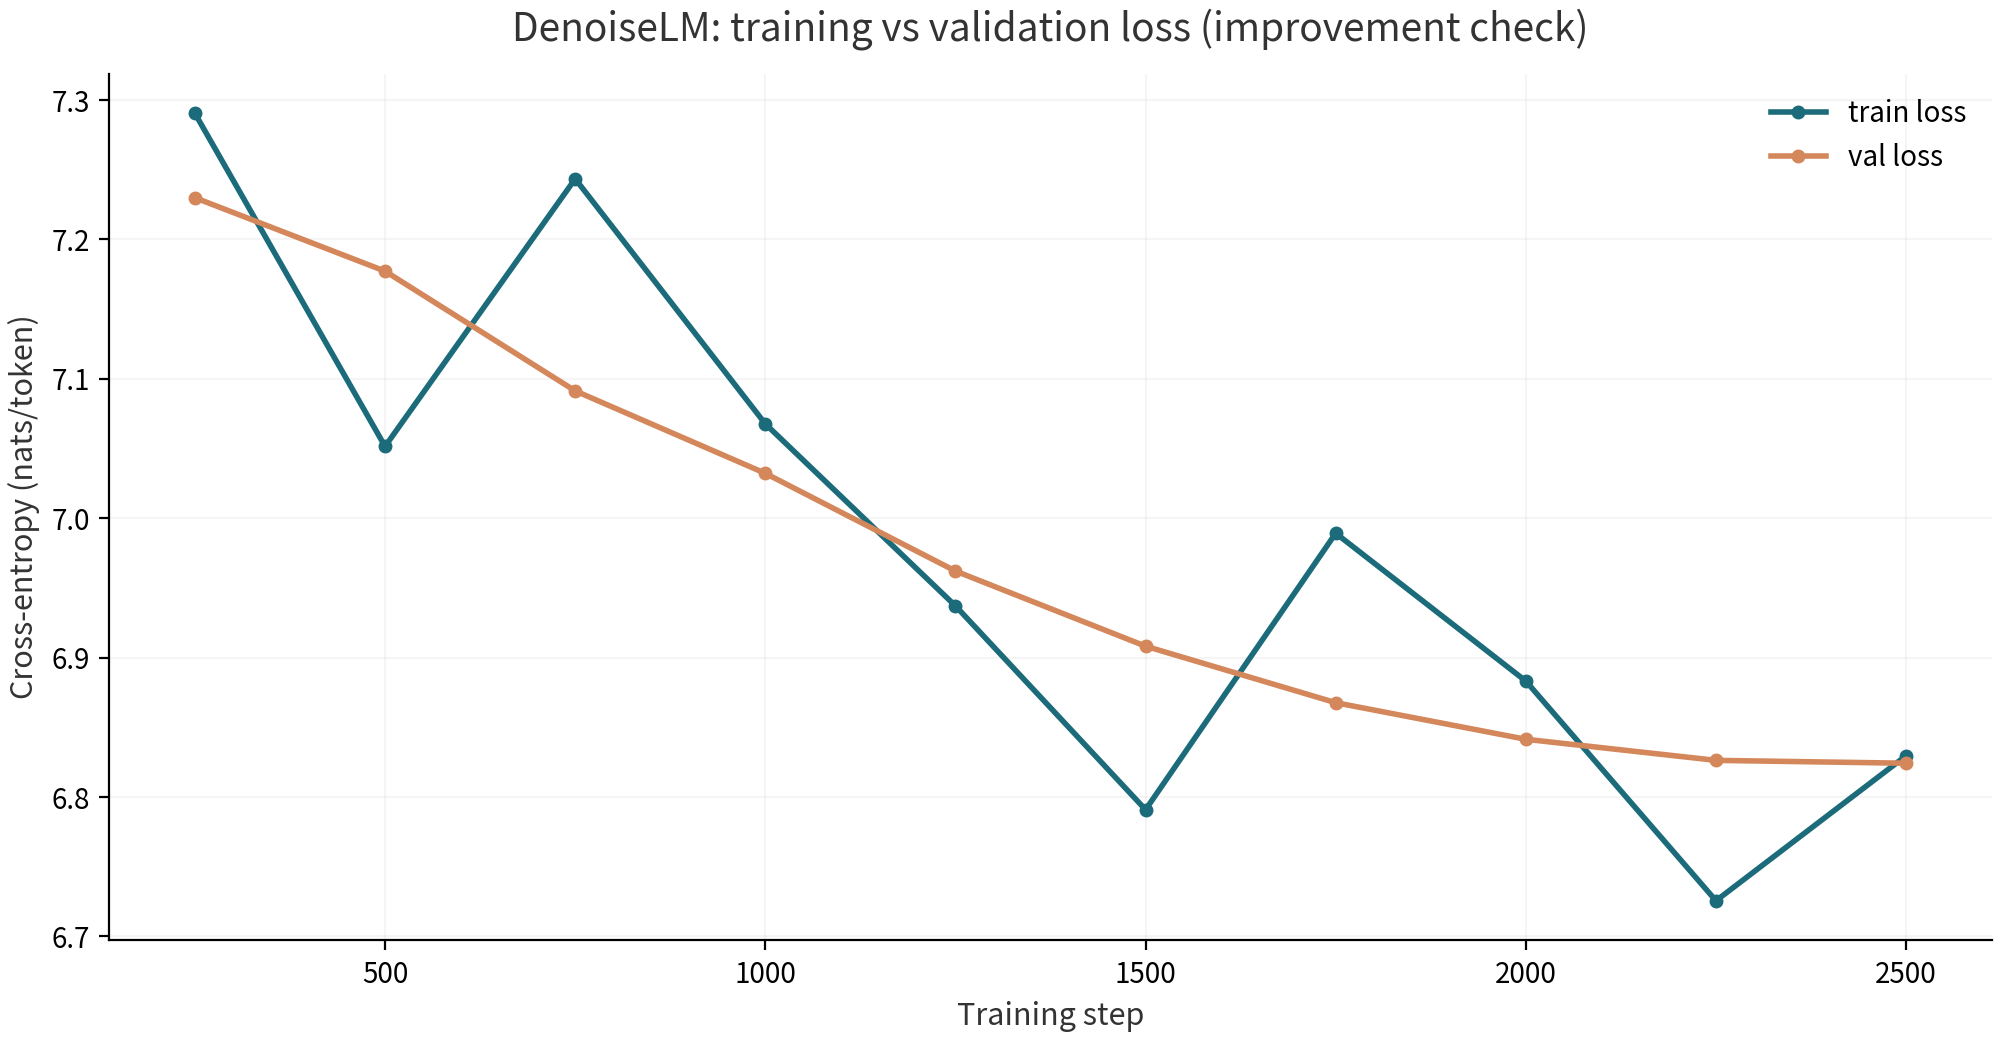 DenoiseLM: training vs validation loss (improvement check)
train loss
val loss
Cross-entropy (nats/token)
7.3
7.2
7.1
7.0
6.9
6.8
6.7
500
1000
1500
2000
2500
Training step